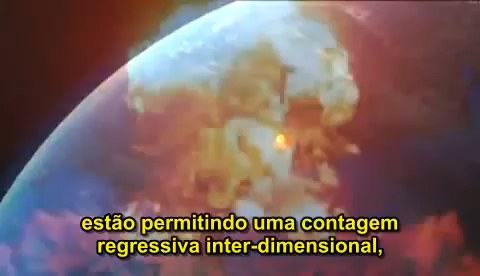 estão permitindo uma contagem
regressiva inter-dimensional,